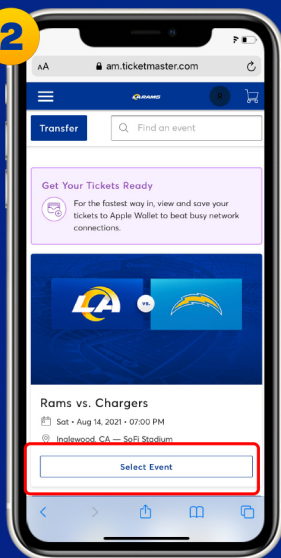 2
AA am.ticketmaster.com
RAMS
Transfer
Find an event
Get Your Tickets Ready
For the fastest way in, view and save your
tickets to Apple Wallet to beat busy network
connections.
LA VS.
Rams vs. Chargers
Sat • Aug 14, 2021 • 07:00 PM
Inglewood, CA — SoFi Stadium
Select Event